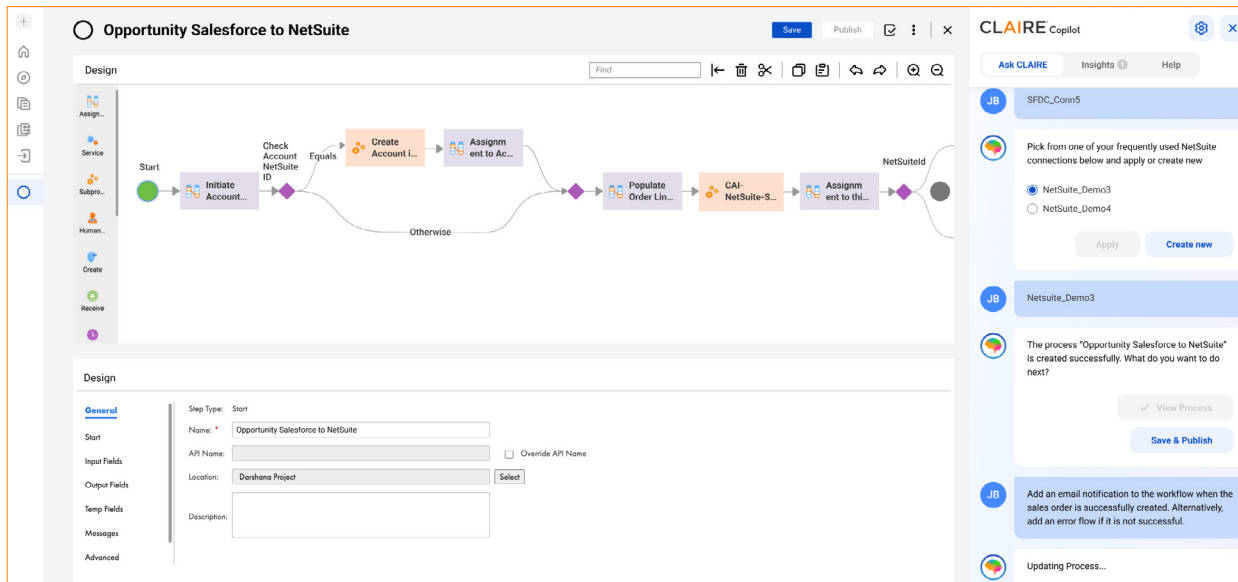 Opportunity Salesforce to NetSuite
Save
Publish
Design
Find
Assign...
Service
Subpro...
Human...
Create
Receive
Start
Initiate
Account...
Check
Account
NetSuite
ID
Equals
Create
Account i...
Assignm
ent to Ac...
Otherwise
Populate
Order Lin...
CAI-
NetSuite-S...
Assignm
ent to thi...
NetSuiteId
Design
General
Start
Input Fields
Output Fields
Temp Fields
Messages
Advanced
Step Type: Start
Name: * Opportunity Salesforce to NetSuite
API Name:
Override API Name
Location: Darshana Project
Select
Description:
CLAIRE Copilot
Ask CLAIRE
Insights 1
Help
JB
SFDC_Conn5
Pick from one of your frequently used NetSuite
connections below and apply or create new
NetSuite_Demo3
NetSuite_Demo4
Apply
Create new
JB
Netsuite_Demo3
The process "Opportunity Salesforce to NetSuite"
is created successfully. What do you want to do
next?
View Process
Save & Publish
JB
Add an email notification to the workflow when the
sales order is successfully created. Alternatively,
add an error flow if it is not successful.
Updating Process...